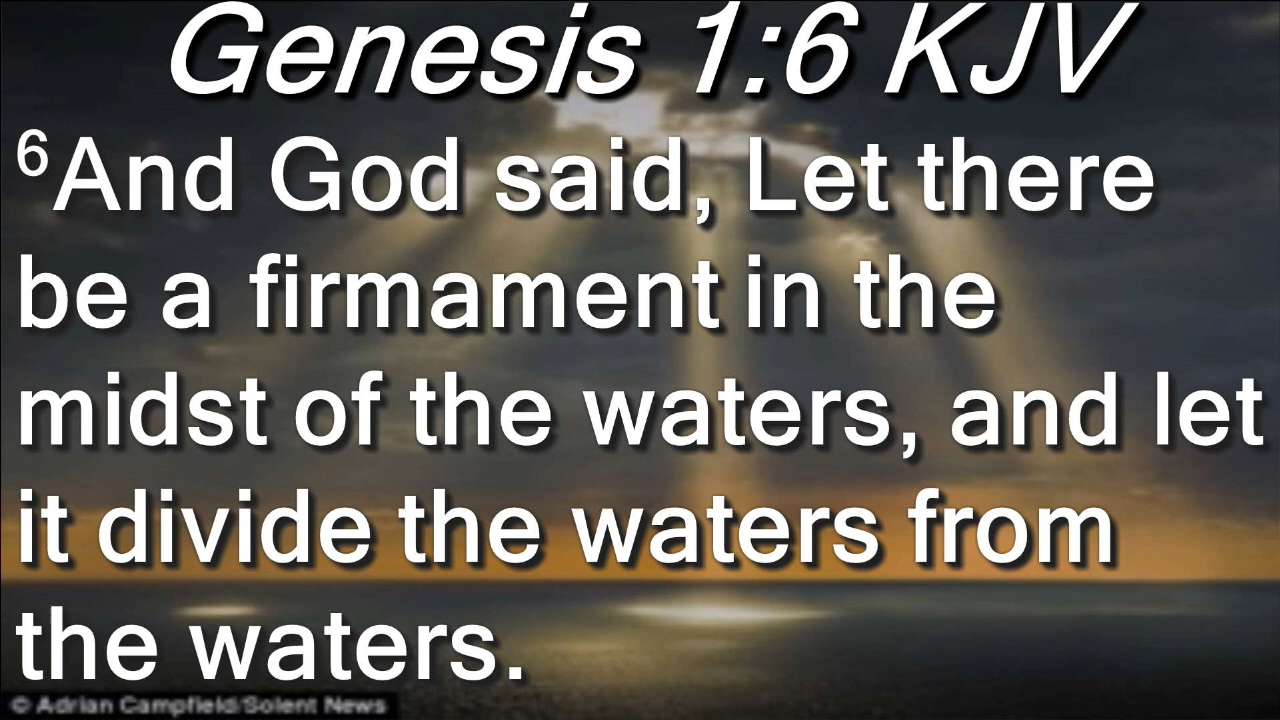 Genesis 1:6 KJV
⁶And God said, Let there
be a firmament in the
midst of the waters, and let
it divide the waters from
the waters.
© Adrian Campfield/Solent News